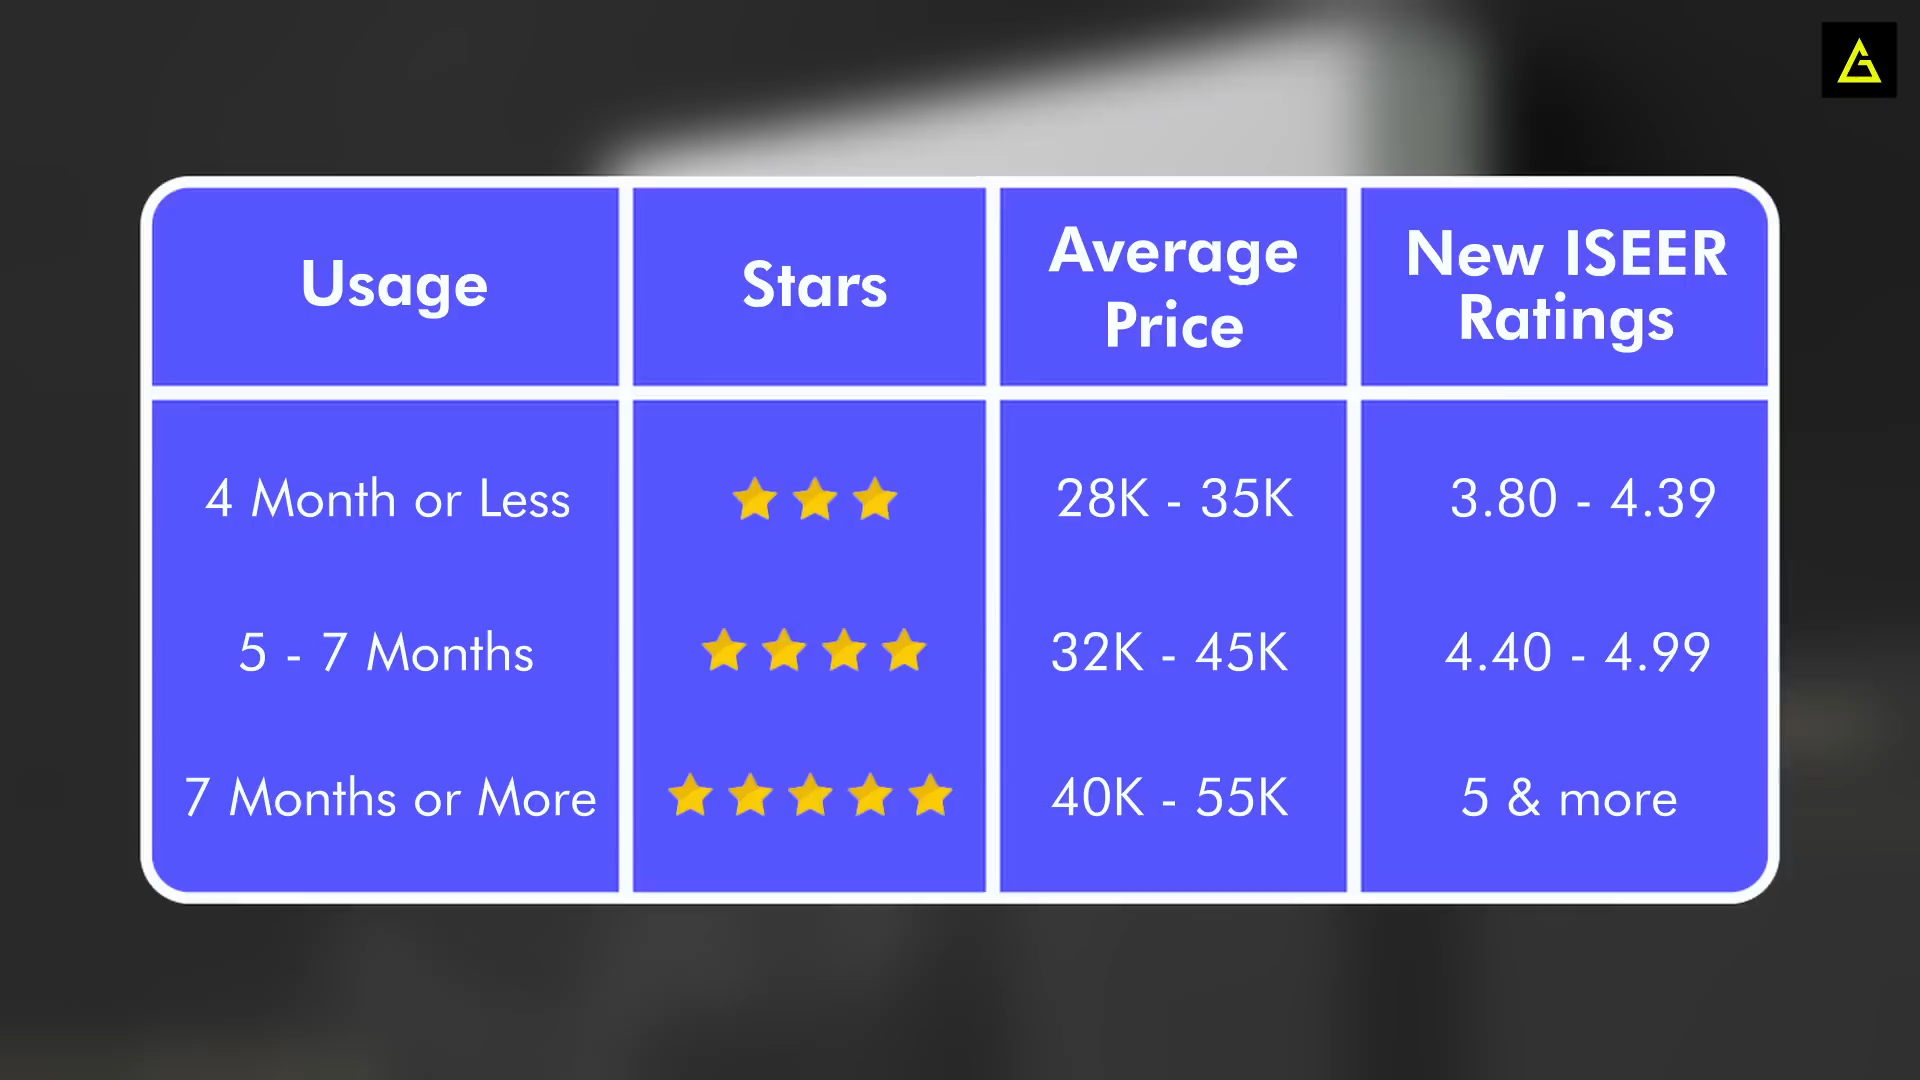 Usage
Stars
Average
Price
New ISEER
Ratings
4 Month or Less
28K - 35K
3.80 - 4.39
5 - 7 Months
32K - 45K
4.40 - 4.99
7 Months or More
40K - 55K
5 & more